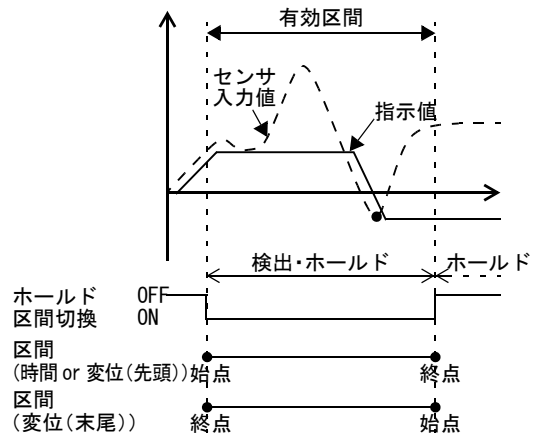 有効区間
センサ
入力値
指示値
検出・ホールド
ホールド
ホールド OFF
区間切換 ON
区間
(時間 or 変位(先頭)) 始点 終点
区間
(変位(末尾)) 終点 始点